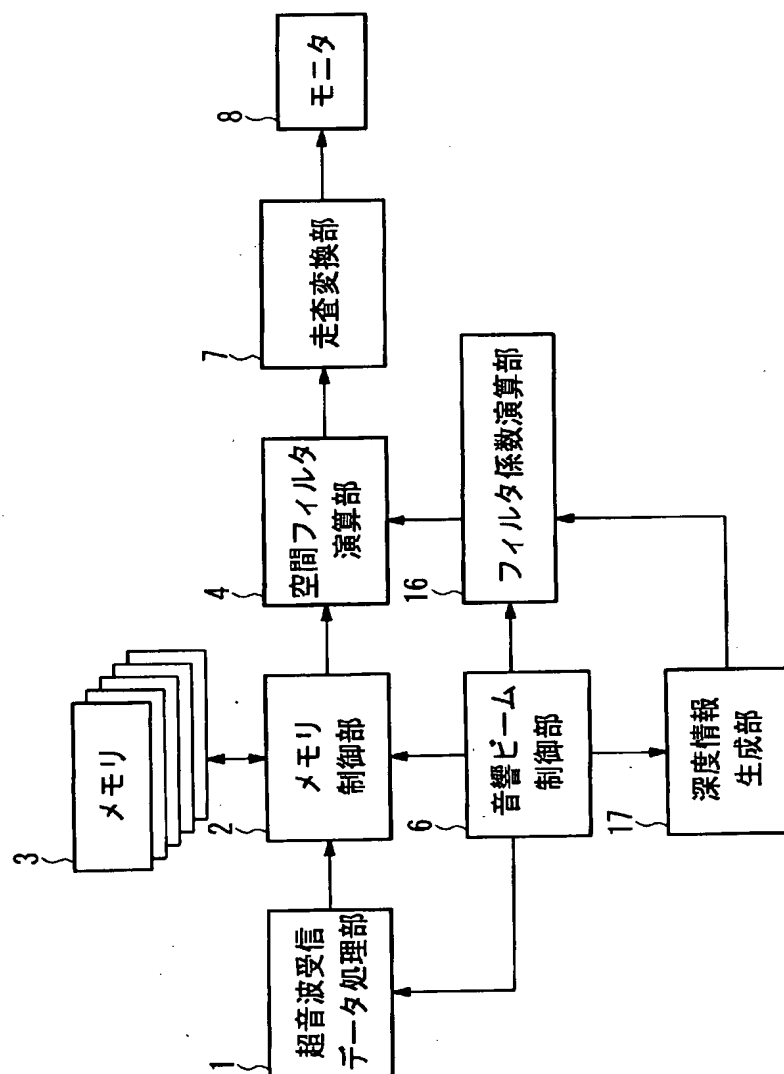 3
メモリ
8
モニタ
7
走査変換部
4
空間フィルタ
演算部
2
メモリ
制御部
1
超音波受信
データ処理部
6
音響ビーム
制御部
16
フィルタ係数演算部
17
深度情報
生成部